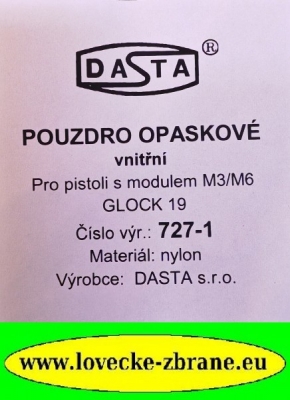 DASTA®
POUZDRO OPASKOVÉ
vnitřní
Pro pistoli s modulem M3/M6
GLOCK 19
Číslo výr.: 727-1
Materiál: nylon
Výrobce: DASTA s.r.o.
www.lovecke-zbrane.eu